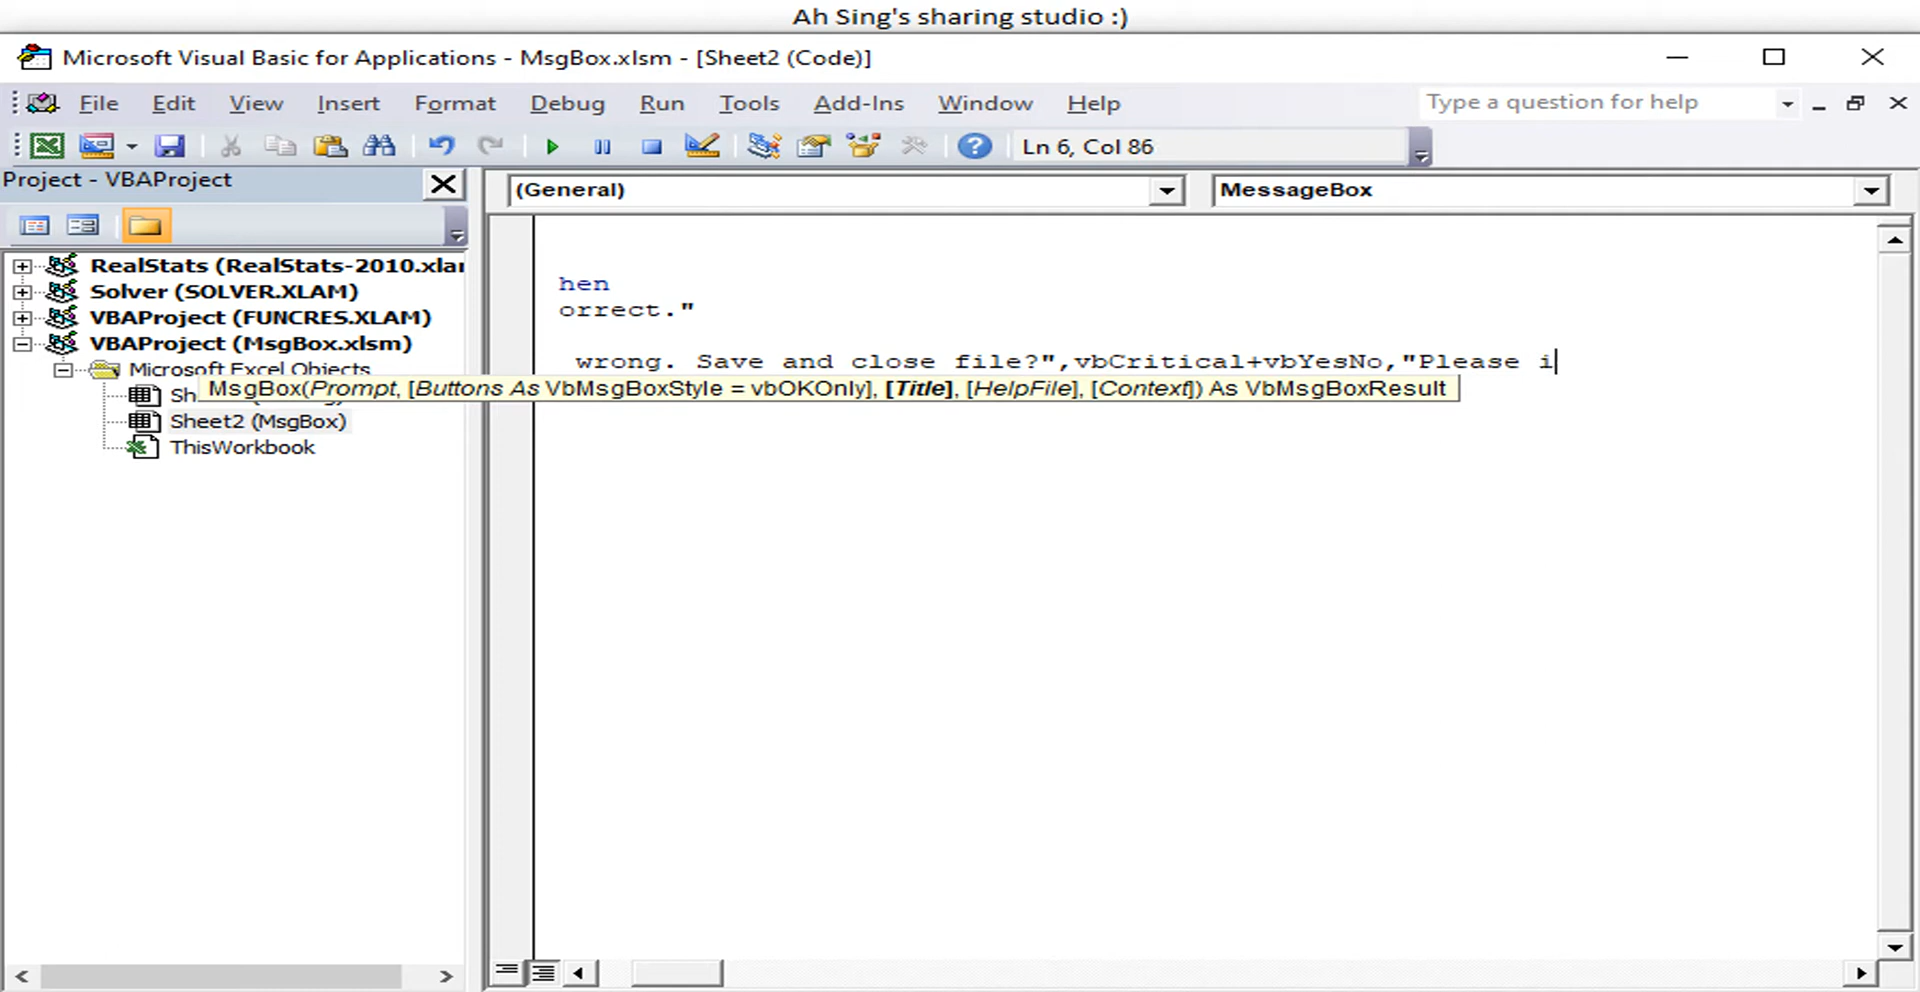 Ah Sing's sharing studio :)
Microsoft Visual Basic for Applications - MsgBox.xlsm - [Sheet2 (Code)]
File Edit View Insert Format Debug Run Tools Add-Ins Window Help Type a question for help
Ln 6, Col 86
Project - VBAProject
(General) MessageBox
RealStats (RealStats-2010.xlar
Solver (SOLVER.XLAM)
VBAProject (FUNCRES.XLAM)
VBAProject (MsgBox.xlsm)
Microsoft Excel Objects
Sh
Sheet2 (MsgBox)
ThisWorkbook
hen
orrect."
wrong. Save and close file?",vbCritical+vbYesNo,"Please i
MsgBox(Prompt, [Buttons As VbMsgBoxStyle = vbOKOnly], [Title], [HelpFile], [Context]) As VbMsgBoxResult